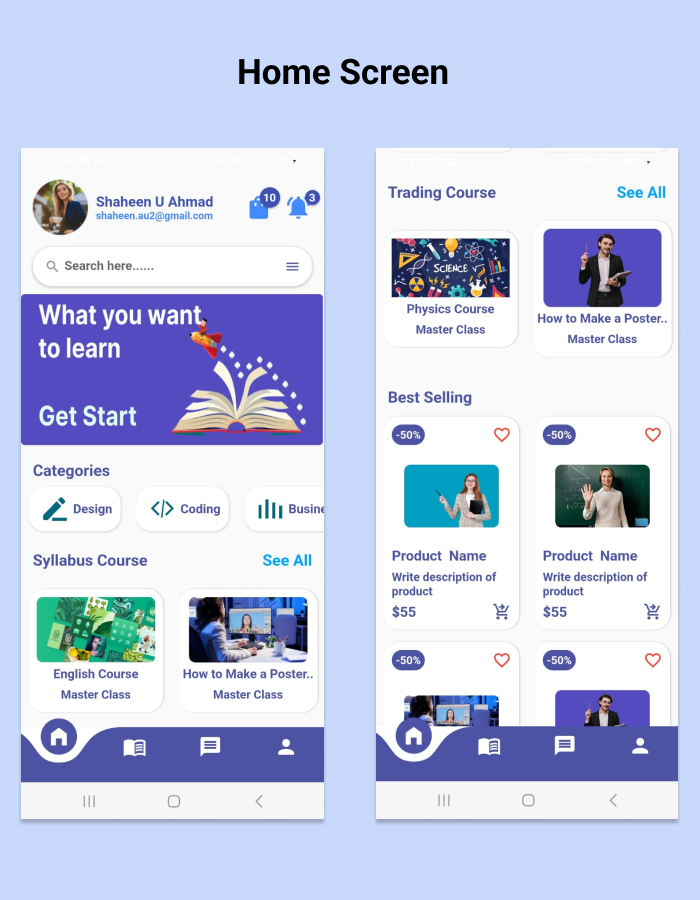 Home Screen
Shaheen U Ahmad
shaheen.au2@gmail.com
10
3
Search here......
What you want
to learn
Get Start
Categories
Design
Coding
Busine
Syllabus Course
See All
English Course
Master Class
How to Make a Poster..
Master Class
Trading Course
See All
SCIENCE
Physics Course
Master Class
How to Make a Poster..
Master Class
Best Selling
-50%
-50%
Product Name
Write description of
product
$55
Product Name
Write description of
product
$55
-50%
-50%